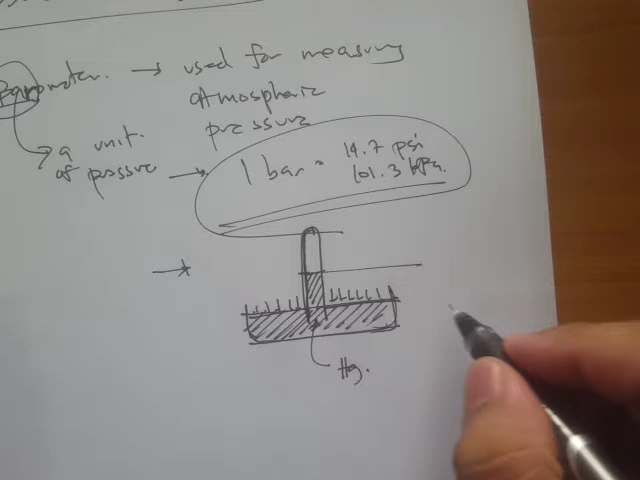 Barometer. → used for measuring
atmospheric
pressure
→ a unit.
of pressure → 1 bar = 14.7 psi
101.3 kPa.
Hg.